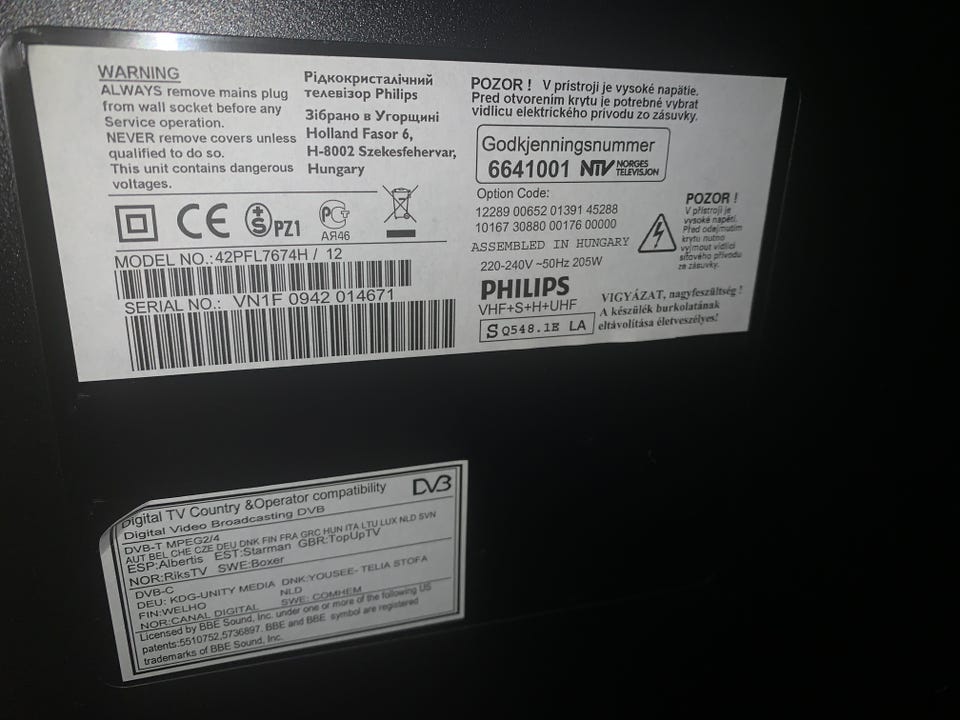 WARNING
ALWAYS remove mains plug
from wall socket before any
Service operation.
NEVER remove covers unless
qualified to do so.
This unit contains dangerous
voltages.
Рідкокристалічний
телевізор Philips
Зібрано в Угорщині
Holland Fasor 6,
H-8002 Szekesfehervar,
Hungary
POZOR ! V prístroji je vysoké napätie.
Pred otvorením krytu je potrebné vybrat
vidlicu elektrického prívodu zo zásuvky.
Godkjenningsnummer
6641001 NTV NORGES
TELEVISJON
Option Code:
12289 00652 01391 45288
10167 30880 00176 00000
ASSEMBLED IN HUNGARY
220-240V ~50Hz 205W
PHILIPS
VHF+S+H+UHF
S Q548.1E LA
POZOR !
V přístroji je
vysoké napětí.
Před odejmutím
krytu nutno
vyjmout vidlici
síťového přívodu
ze zásuvky.
VIGYÁZAT, nagyfeszültség !
A készülék burkolatának
eltávolítása életveszélyes!
CE
PZ1
АЯ46
MODEL NO.: 42PFL7674H / 12
SERIAL NO.: VN1F 0942 014671
Digital TV Country &Operator compatibility
DVB
Digital Video Broadcasting DVB
DVB-T MPEG2/4
AUT BEL CHE CZE DEU DNK FIN FRA GRC HUN ITA LTU LUX NLD SVN
ESP:Albertis EST:Starman GBR:TopUpTV
NOR:RiksTV SWE:Boxer
DVB-C
DEU: KDG-UNITY MEDIA DNK:YOUSEE- TELIA STOFA
FIN:WELHO NLD
NOR:CANAL DIGITAL SWE: COMHEM
Licensed by BBE Sound, Inc. under one or more of the following US
patents:5510752,5736897. BBE and BBE symbol are registered
trademarks of BBE Sound, Inc.